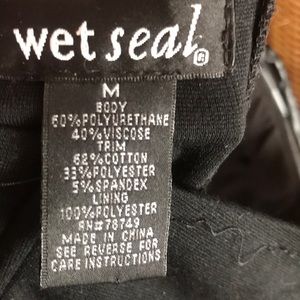 wet seal
M
BODY
60%POLYURETHANE
40%VISCOSE
TRIM
62%COTTON
33%POLYESTER
5%SPANDEX
LINING
100%POLYESTER
RN#78749
MADE IN CHINA
SEE REVERSE FOR
CARE INSTRUCTIONS